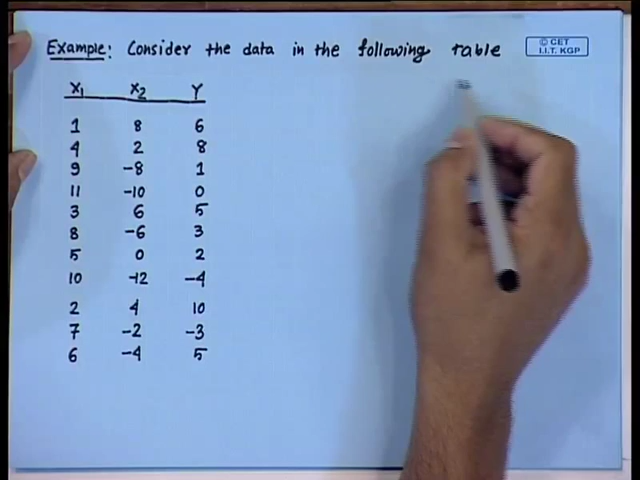 Example: Consider the data in the following table
© CET
I.I.T. KGP
X1 X2 Y
1 8 6
4 2 8
9 -8 1
11 -10 0
3 6 5
8 -6 3
5 0 2
10 -12 -4
2 4 10
7 -2 -3
6 -4 5